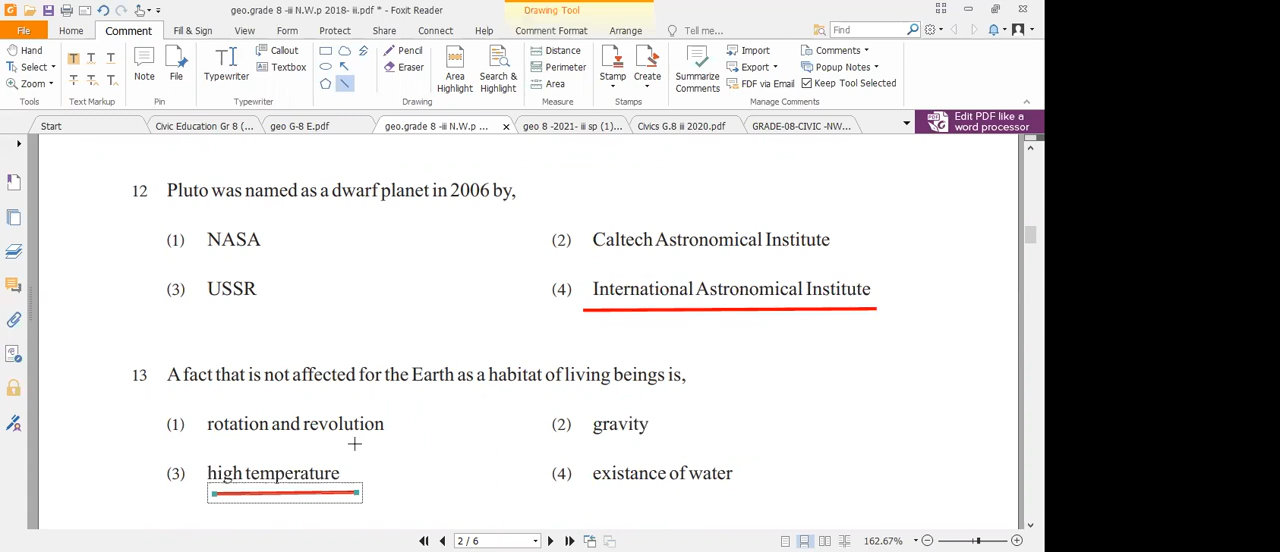 geo.grade 8 -ii N.W.p 2018- iii.pdf * - Foxit Reader
Drawing Tool
File Home Comment Fill & Sign View Form Protect Share Connect Help Comment Format Arrange Tell me... Find
Hand
Select
Zoom
Tools
Text Markup
Note
File
Pin
Typewriter
Callout
Textbox
Typewriter
Pencil
Eraser
Area Highlight
Search & Highlight
Drawing
Distance
Perimeter
Area
Measure
Stamp
Create
Stamps
Summarize Comments
Import
Export
FDF via Email
Comments
Popup Notes
Keep Tool Selected
Manage Comments
Start Civic Education Gr 8 (... geo G-8 E.pdf geo.grade 8 -ii N.W.p ... geo 8 -2021- ii sp (1)... Civics G.8 ii 2020.pdf GRADE-08-CIVIC -NW...
Edit PDF like a word processor
12 Pluto was named as a dwarf planet in 2006 by,
(1) NASA (2) Caltech Astronomical Institute
(3) USSR (4) International Astronomical Institute
13 A fact that is not affected for the Earth as a habitat of living beings is,
(1) rotation and revolution (2) gravity
(3) high temperature (4) existance of water
2 / 6
162.67%